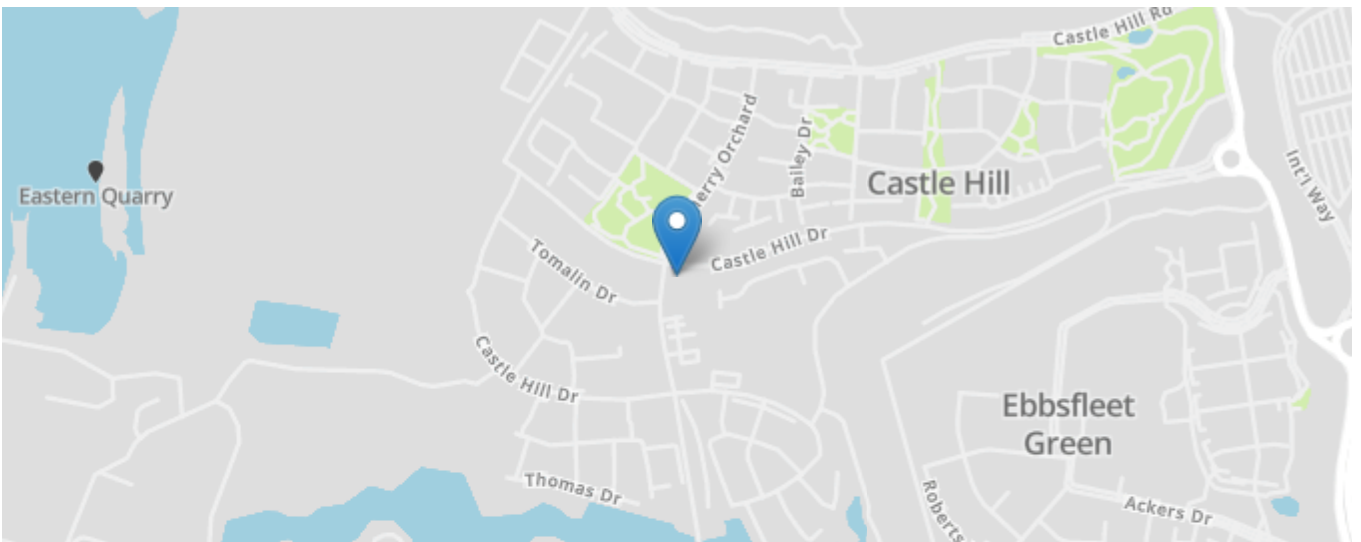 Castle Hill Rd
Orchard
Bailey Dr
Int'l Way
Eastern Quarry
Castle Hill
Castle Hill Dr
Tomalin Dr
Castle Hill Dr
Ebbsfleet
Green
Thomas Dr
Roberts
Ackers Dr